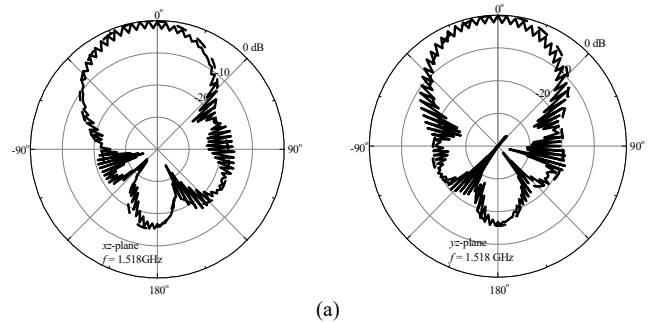 0°
0 dB
-10
-20
-90°
90°
xz-plane
f = 1.518GHz
180°
0°
0 dB
-20
-90°
90°
yz-plane
f = 1.518 GHz
180°
(a)